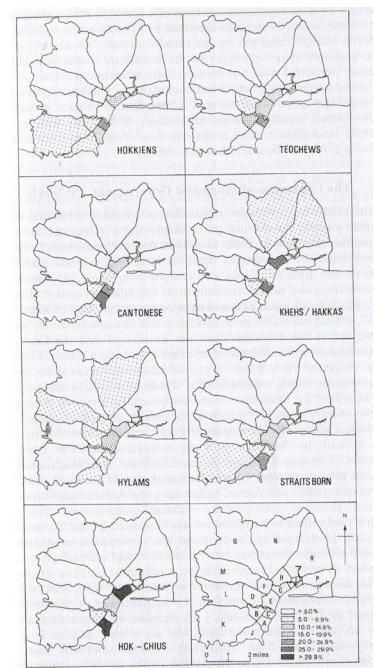 HOKKIENS
TEOCHEWS
CANTONESE
KHEHS / HAKKAS
HYLAMS
STRAITS BORN
HOK - CHIUS
N
Q
N
R
M
H
P
F
G
L
D
E
B
C
A
K
J
< 5.0%
5.0 - 9.9%
10.0 - 14.9%
15.0 - 19.9%
20.0 - 24.9%
25.0 - 29.9%
> 29.9%
0 1 2 miles